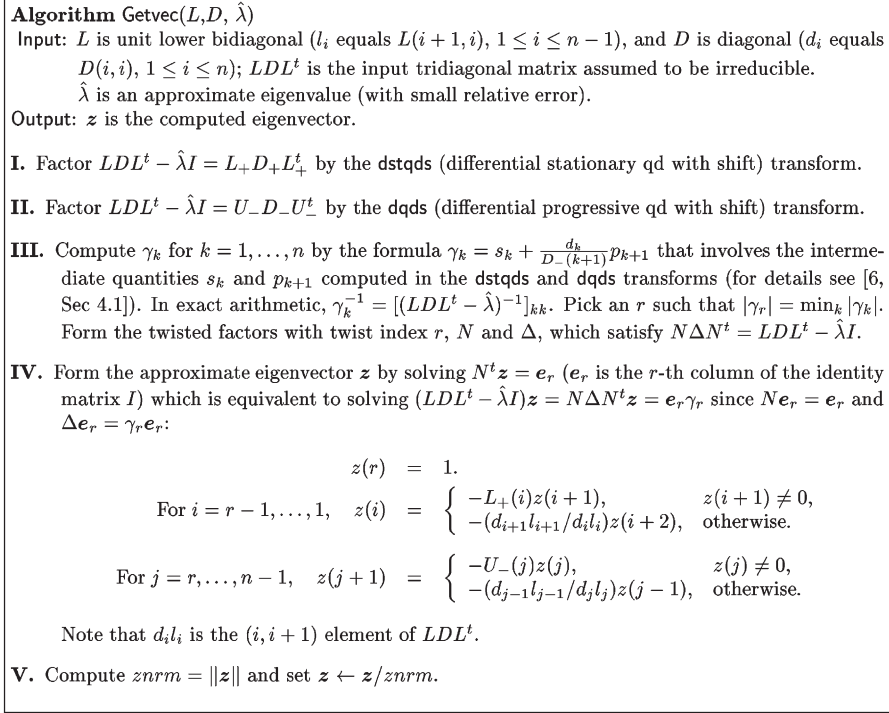 Algorithm Getvec(L,D, λ̂)
Input: L is unit lower bidiagonal (l_i equals L(i + 1, i), 1 ≤ i ≤ n − 1), and D is diagonal (d_i equals
D(i, i), 1 ≤ i ≤ n); LDL^t is the input tridiagonal matrix assumed to be irreducible.
λ̂ is an approximate eigenvalue (with small relative error).
Output: z is the computed eigenvector.
I. Factor LDL^t − λ̂I = L_+D_+L_+^t by the dstqds (differential stationary qd with shift) transform.
II. Factor LDL^t − λ̂I = U_−D_−U_−^t by the dqds (differential progressive qd with shift) transform.
III. Compute γ_k for k = 1, . . . , n by the formula γ_k = s_k + \frac{d_k}{D_−(k+1)} p_{k+1} that involves the interme-
diate quantities s_k and p_{k+1} computed in the dstqds and dqds transforms (for details see [6,
Sec 4.1]). In exact arithmetic, γ_k^{−1} = [(LDL^t − λ̂)^{−1}]_{kk}. Pick an r such that |γ_r| = min_k |γ_k|.
Form the twisted factors with twist index r, N and Δ, which satisfy NΔN^t = LDL^t − λ̂I.
IV. Form the approximate eigenvector z by solving N^t z = e_r (e_r is the r-th column of the identity
matrix I) which is equivalent to solving (LDL^t − λ̂I)z = NΔN^t z = e_r γ_r since Ne_r = e_r and
Δe_r = γ_r e_r:
z(r) = 1.
For i = r − 1, . . . , 1, z(i) = { −L_+(i)z(i + 1), z(i + 1) ≠ 0,
−(d_{i+1}l_{i+1}/d_il_i)z(i + 2), otherwise.
For j = r, . . . , n − 1, z(j + 1) = { −U_−(j)z(j), z(j) ≠ 0,
−(d_{j−1}l_{j−1}/d_jl_j)z(j − 1), otherwise.
Note that d_il_i is the (i, i + 1) element of LDL^t.
V. Compute znrm = ‖z‖ and set z ← z/znrm.